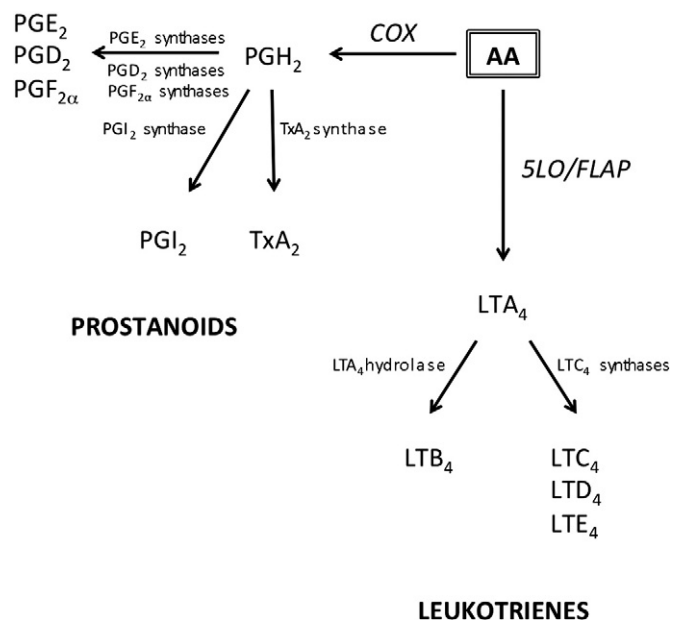 PGE₂
PGD₂
PGF₂α
PGE₂ synthases
PGD₂ synthases
PGF₂α synthases
PGH₂
COX
AA
PGI₂ synthase
TxA₂ synthase
5LO/FLAP
PGI₂
TxA₂
LTA₄
PROSTANOIDS
LTA₄ hydrolase
LTC₄ synthases
LTB₄
LTC₄
LTD₄
LTE₄
LEUKOTRIENES